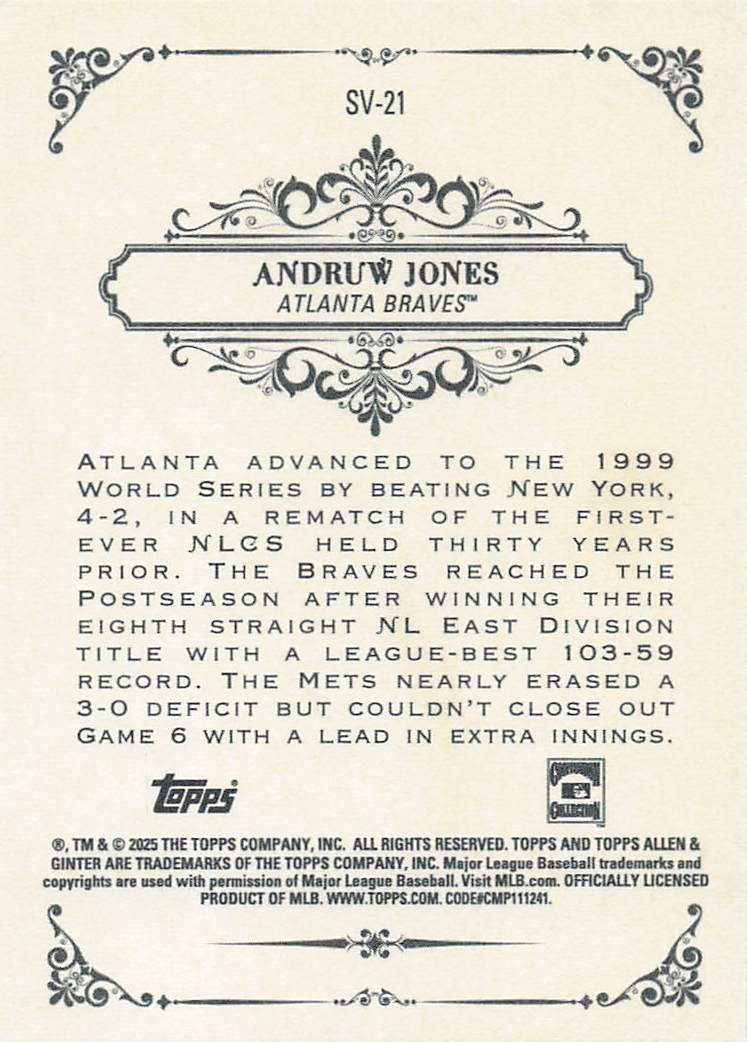 SV-21
ANDRUW JONES
ATLANTA BRAVES™
ATLANTA ADVANCED TO THE 1999
WORLD SERIES BY BEATING NEW YORK,
4-2, IN A REMATCH OF THE FIRST-
EVER NLCS HELD THIRTY YEARS
PRIOR. THE BRAVES REACHED THE
POSTSEASON AFTER WINNING THEIR
EIGHTH STRAIGHT NL EAST DIVISION
TITLE WITH A LEAGUE-BEST 103-59
RECORD. THE METS NEARLY ERASED A
3-0 DEFICIT BUT COULDN'T CLOSE OUT
GAME 6 WITH A LEAD IN EXTRA INNINGS.
Topps®
COOPERSTOWN
COLLECTION™
®, TM & © 2025 THE TOPPS COMPANY, INC. ALL RIGHTS RESERVED. TOPPS AND TOPPS ALLEN &
GINTER ARE TRADEMARKS OF THE TOPPS COMPANY, INC. Major League Baseball trademarks and
copyrights are used with permission of Major League Baseball. Visit MLB.com. OFFICIALLY LICENSED
PRODUCT OF MLB. WWW.TOPPS.COM. CODE#CMP111241.